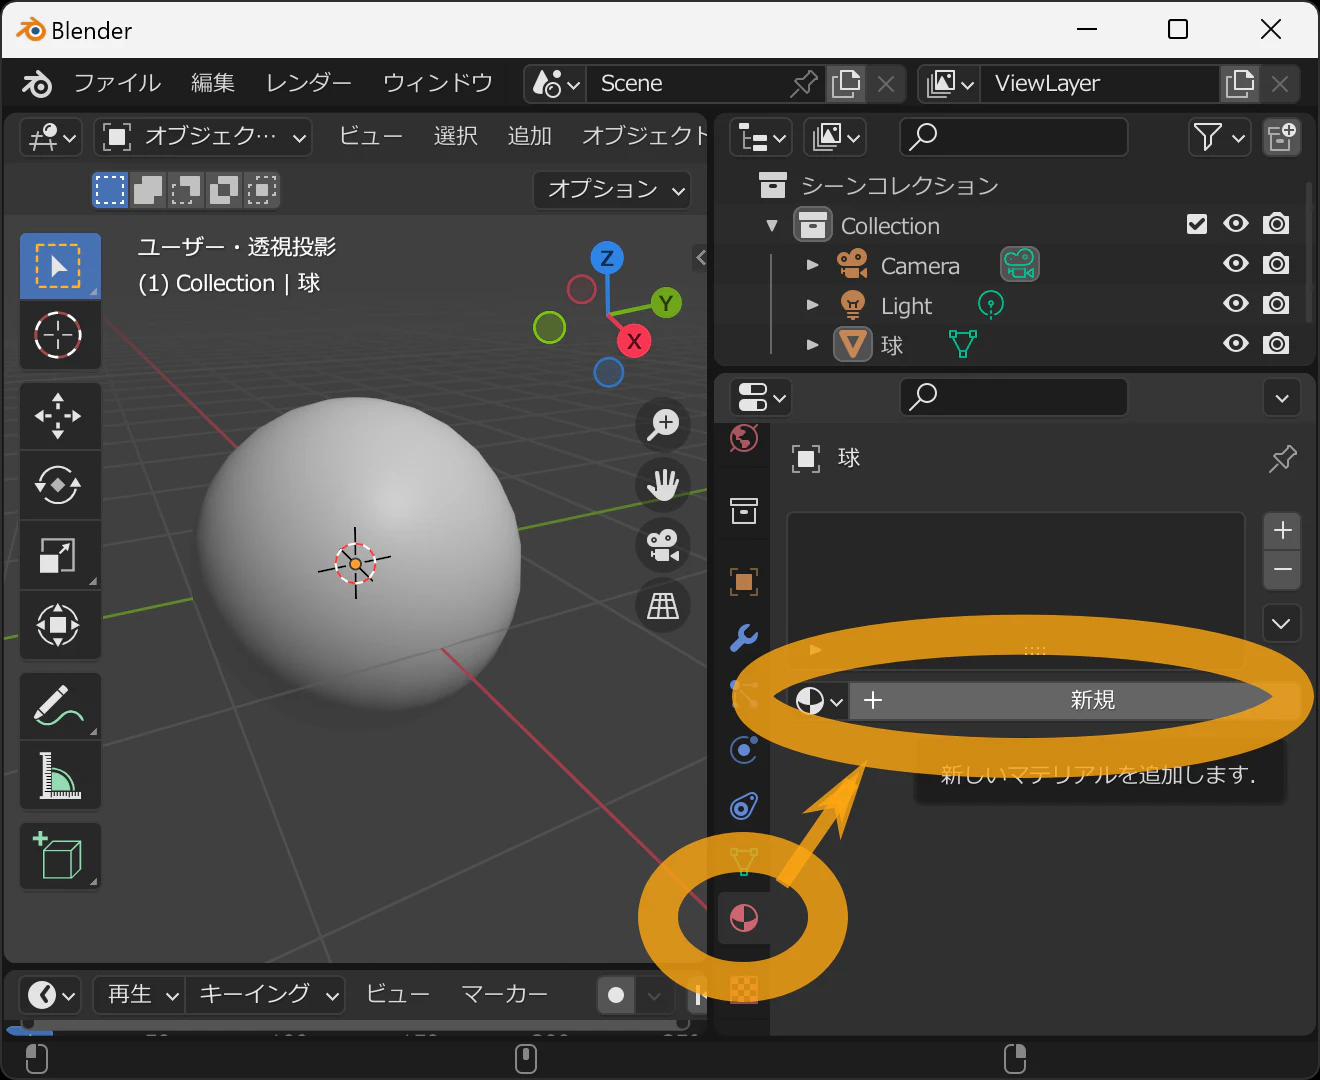 Blender
ファイル 編集 レンダー ウィンドウ Scene ViewLayer
オブジェク… ビュー 選択 追加 オブジェクト
オプション
ユーザー・透視投影
(1) Collection | 球
Z
Y
X
シーンコレクション
Collection
Camera
Light
球
球
新規
新しいマテリアルを追加します.
再生 キーイング ビュー マーカー